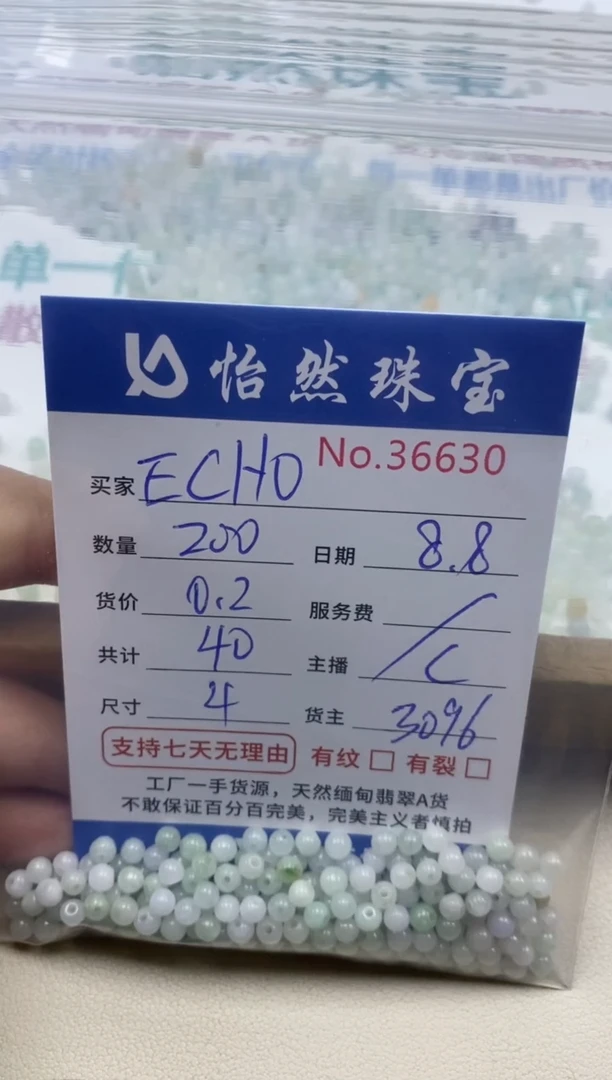 怡然珠宝
No.36630
买家 ECHO
数量 200 日期 8.8
货价 0.2 服务费 /
共计 40 主播 C
尺寸 4 货主 3096
支持七天无理由 有纹 □ 有裂 □
工厂一手货源，天然缅甸翡翠A货
不敢保证百分百完美，完美主义者慎拍